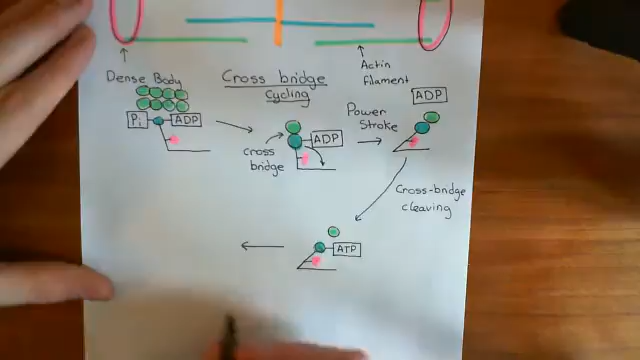 Dense Body
Cross bridge
cycling
Actin
Filament
Pi
ADP
cross
bridge
ADP
Power
Stroke
ADP
Cross-bridge
cleaving
ATP